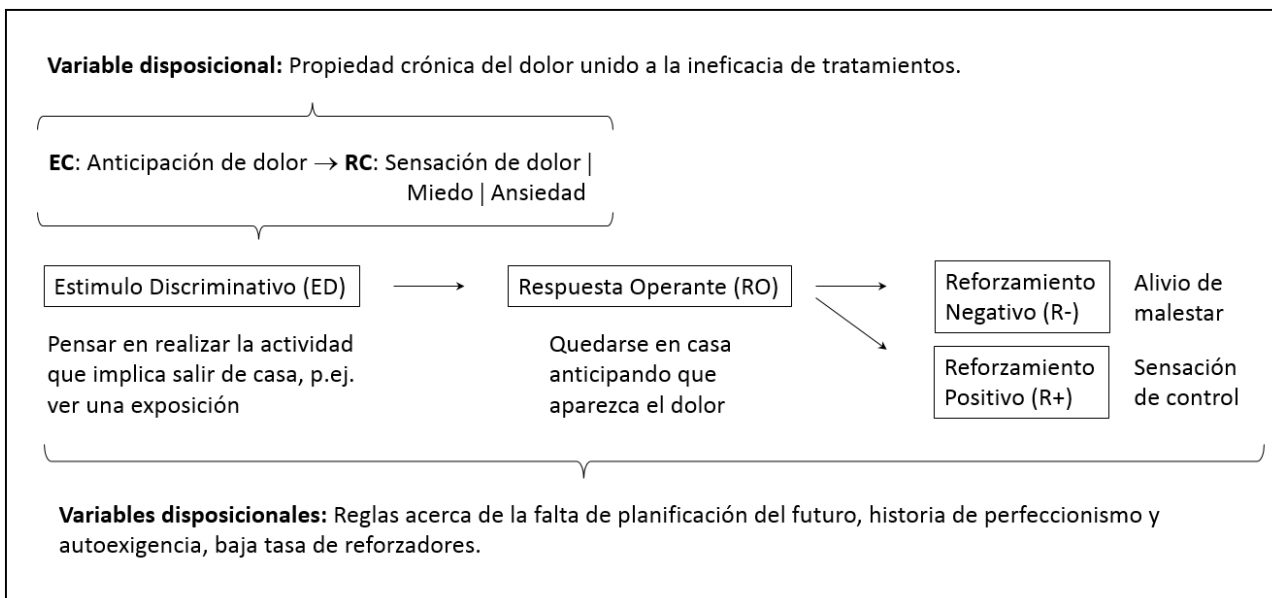 Variable disposicional: Propiedad crónica del dolor unido a la ineficacia de tratamientos.
EC: Anticipación de dolor → RC: Sensación de dolor |
Miedo | Ansiedad
Estimulo Discriminativo (ED)
Pensar en realizar la actividad
que implica salir de casa, p.ej.
ver una exposición
Respuesta Operante (RO)
Quedarse en casa
anticipando que
aparezca el dolor
Reforzamiento
Negativo (R-)
Alivio de
malestar
Reforzamiento
Positivo (R+)
Sensación
de control
Variables disposicionales: Reglas acerca de la falta de planificación del futuro, historia de perfeccionismo y
autoexigencia, baja tasa de reforzadores.